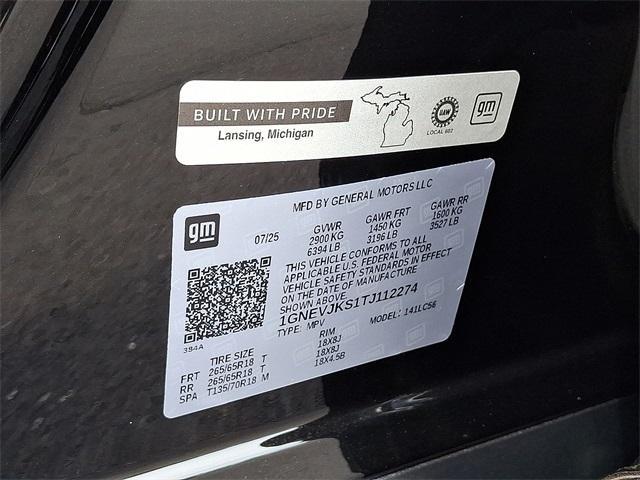 BUILT WITH PRIDE
Lansing, Michigan
UAW
LOCAL 602
gm
MFD BY GENERAL MOTORS LLC
gm
07/25 GVWR GAWR FRT GAWR RR
2900 KG 1450 KG 1600 KG
6394 LB 3196 LB 3527 LB
THIS VEHICLE CONFORMS TO ALL
APPLICABLE U.S. FEDERAL MOTOR
VEHICLE SAFETY STANDARDS IN EFFECT
ON THE DATE OF MANUFACTURE
SHOWN ABOVE.
1GNEVJKS1TJ112274
TYPE: MPV MODEL: 141LC56
394A
TIRE SIZE RIM
FRT 265/65R18 T 18X8J
RR 265/65R18 T 18X8J
SPA T135/70R18 M 18X4.5B